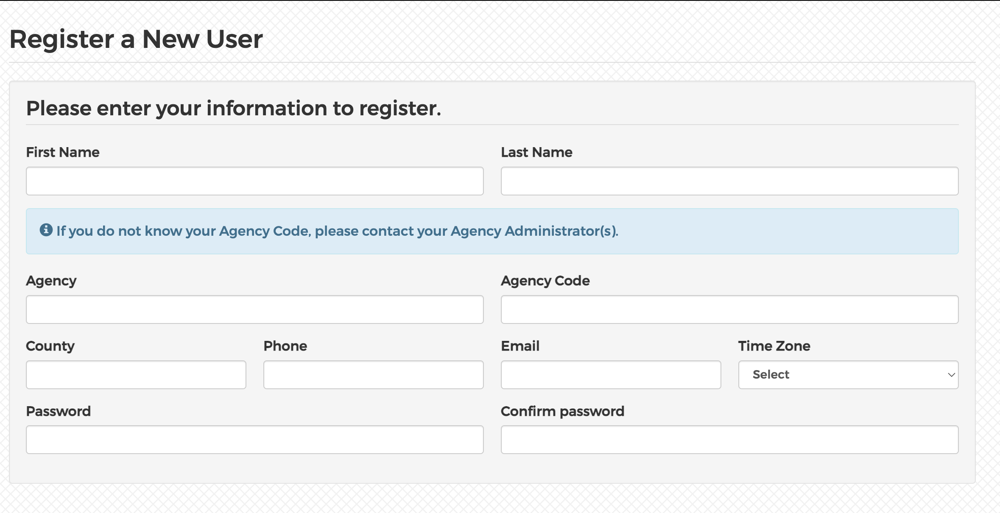 Register a New User
Please enter your information to register.
First Name Last Name
If you do not know your Agency Code, please contact your Agency Administrator(s).
Agency Agency Code
County Phone Email Time Zone
Select
Password Confirm password